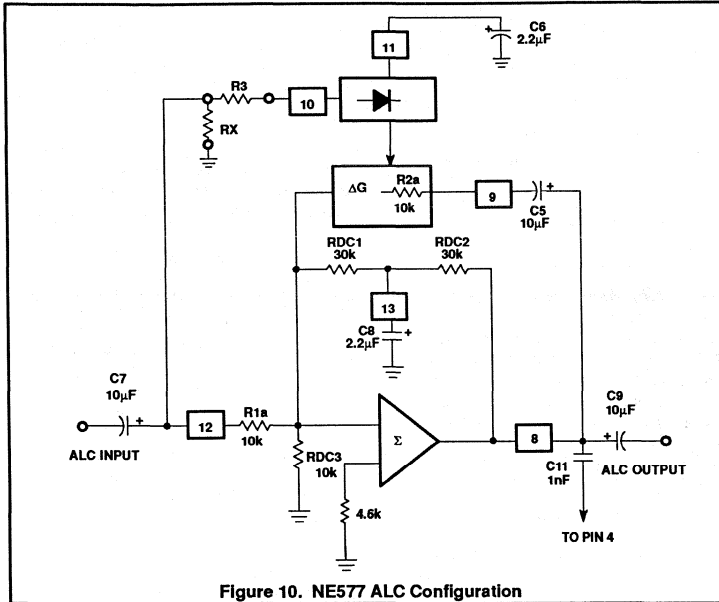 C6
+
2.2µF
11
R3
10
RX
ΔG
R2a
10k
9
+
C5
10µF
RDC1
30k
RDC2
30k
13
C8
+
2.2µF
C7
10µF
+
ALC INPUT
12
R1a
10k
RDC3
10k
Σ
4.6k
8
C9
10µF
+
ALC OUTPUT
C11
1nF
TO PIN 4
Figure 10. NE577 ALC Configuration